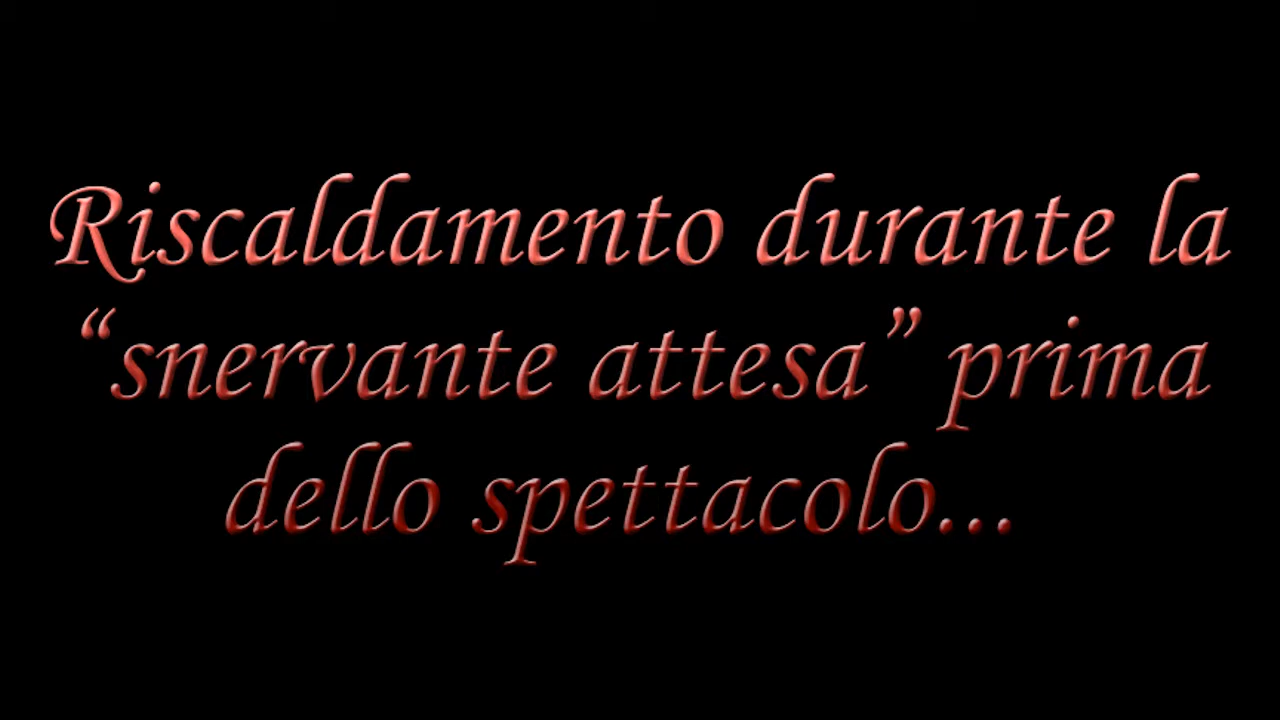 Riscaldamento durante la
“snervante attesa” prima
dello spettacolo...